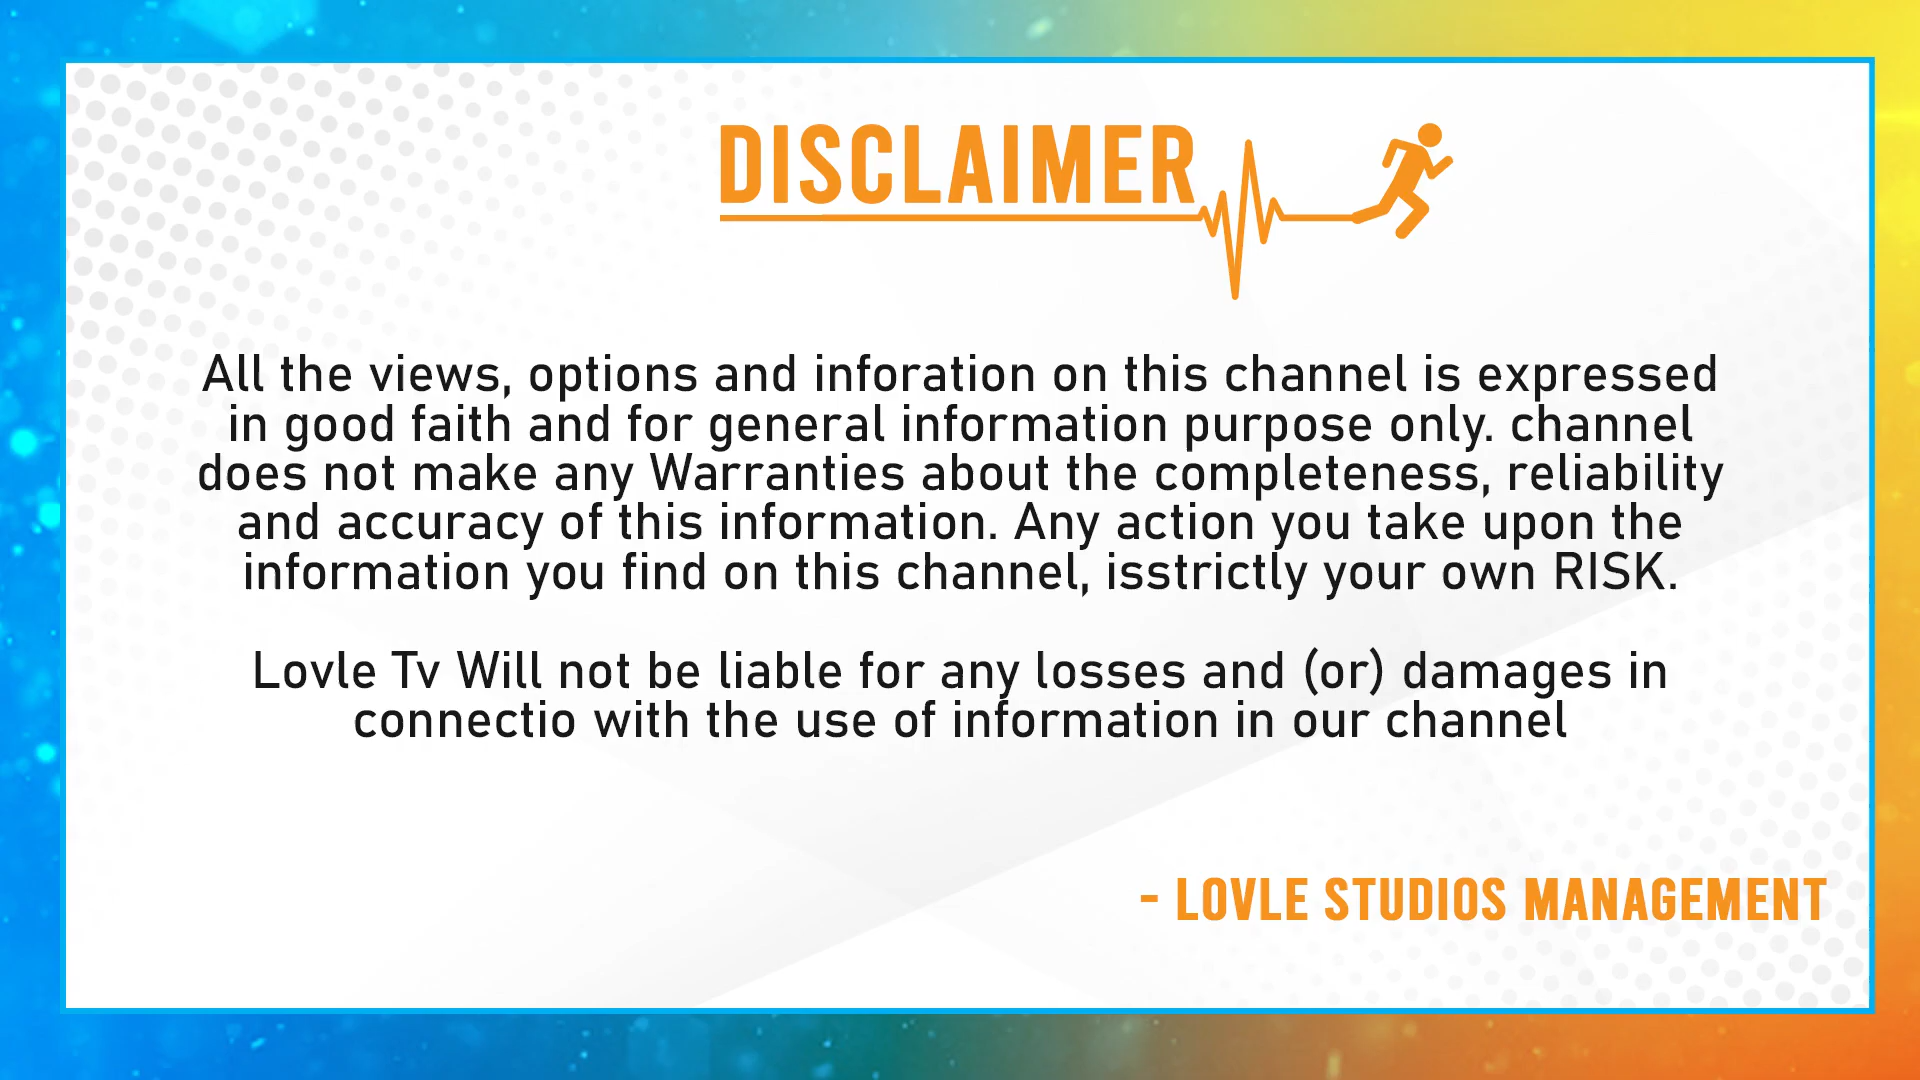 DISCLAIMER
All the views, options and inforation on this channel is expressed
in good faith and for general information purpose only. channel
does not make any Warranties about the completeness, reliability
and accuracy of this information. Any action you take upon the
information you find on this channel, isstrictly your own RISK.
Lovle Tv Will not be liable for any losses and (or) damages in
connectio with the use of information in our channel
- LOVLE STUDIOS MANAGEMENT